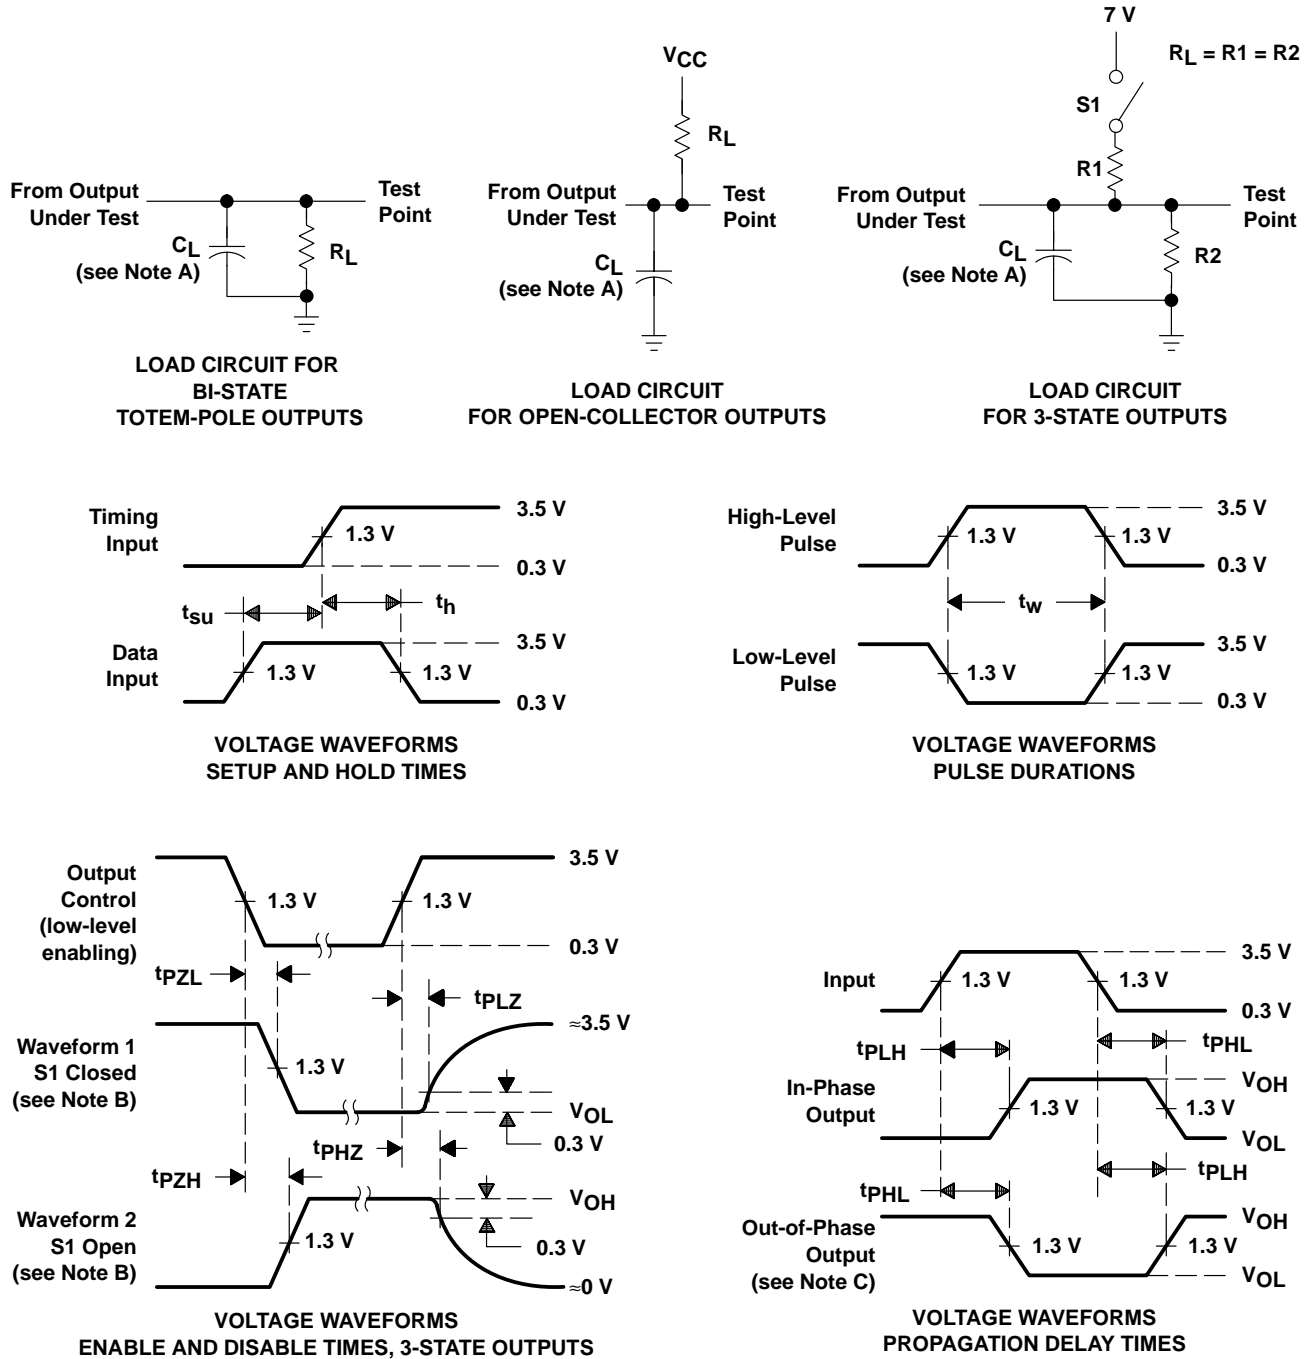 From Output
Under Test
Test
Point
CL
(see Note A)
RL
LOAD CIRCUIT FOR
BI-STATE
TOTEM-POLE OUTPUTS
VCC
RL
From Output
Under Test
Test
Point
CL
(see Note A)
LOAD CIRCUIT
FOR OPEN-COLLECTOR OUTPUTS
7 V
RL = R1 = R2
S1
R1
From Output
Under Test
Test
Point
CL
(see Note A)
R2
LOAD CIRCUIT
FOR 3-STATE OUTPUTS
Timing
Input
1.3 V
3.5 V
0.3 V
tsu
th
Data
Input
1.3 V
1.3 V
3.5 V
0.3 V
VOLTAGE WAVEFORMS
SETUP AND HOLD TIMES
High-Level
Pulse
1.3 V
1.3 V
3.5 V
0.3 V
tw
Low-Level
Pulse
1.3 V
1.3 V
3.5 V
0.3 V
VOLTAGE WAVEFORMS
PULSE DURATIONS
Output
Control
(low-level
enabling)
1.3 V
1.3 V
3.5 V
0.3 V
tPZL
tPLZ
Waveform 1
S1 Closed
(see Note B)
1.3 V
≈3.5 V
VOL
0.3 V
tPHZ
tPZH
Waveform 2
S1 Open
(see Note B)
1.3 V
VOH
0.3 V
≈0 V
VOLTAGE WAVEFORMS
ENABLE AND DISABLE TIMES, 3-STATE OUTPUTS
Input
1.3 V
1.3 V
3.5 V
0.3 V
tPLH
tPHL
In-Phase
Output
1.3 V
1.3 V
VOH
VOL
tPHL
tPLH
Out-of-Phase
Output
(see Note C)
1.3 V
1.3 V
VOH
VOL
VOLTAGE WAVEFORMS
PROPAGATION DELAY TIMES